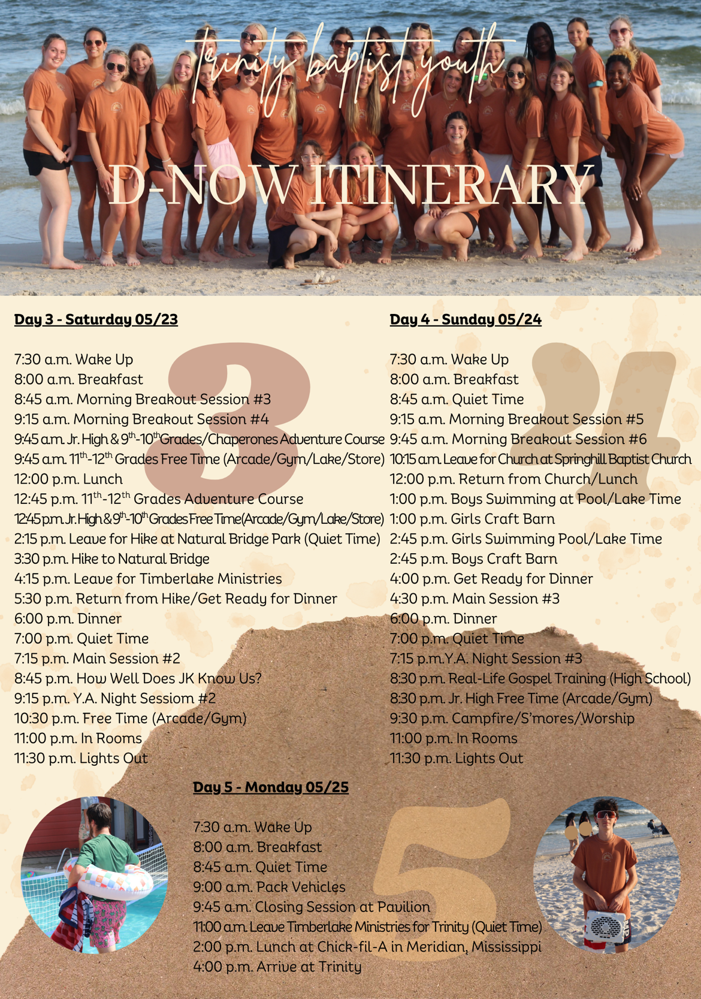 trinity baptist youth
D-NOW ITINERARY
Day 3 - Saturday 05/23
7:30 a.m. Wake Up
8:00 a.m. Breakfast
8:45 a.m. Morning Breakout Session #3
9:15 a.m. Morning Breakout Session #4
9:45 a.m. Jr. High & 9th-10thGrades/Chaperones Adventure Course
9:45 a.m. 11th-12th Grades Free Time (Arcade/Gym/Lake/Store)
12:00 p.m. Lunch
12:45 p.m. 11th-12th Grades Adventure Course
12:45 p.m. Jr. High & 9th-10th Grades Free Time(Arcade/Gym/Lake/Store)
2:15 p.m. Leave for Hike at Natural Bridge Park (Quiet Time)
3:30 p.m. Hike to Natural Bridge
4:15 p.m. Leave for Timberlake Ministries
5:30 p.m. Return from Hike/Get Ready for Dinner
6:00 p.m. Dinner
7:00 p.m. Quiet Time
7:15 p.m. Main Session #2
8:45 p.m. How Well Does JK Know Us?
9:15 p.m. Y.A. Night Sessiom #2
10:30 p.m. Free Time (Arcade/Gym)
11:00 p.m. In Rooms
11:30 p.m. Lights Out
3
Day 4 - Sunday 05/24
7:30 a.m. Wake Up
8:00 a.m. Breakfast
8:45 a.m. Quiet Time
9:15 a.m. Morning Breakout Session #5
9:45 a.m. Morning Breakout Session #6
10:15 a.m. Leave for Church at Springhill Baptist Church
12:00 p.m. Return from Church/Lunch
1:00 p.m. Boys Swimming at Pool/Lake Time
1:00 p.m. Girls Craft Barn
2:45 p.m. Girls Swimming Pool/Lake Time
2:45 p.m. Boys Craft Barn
4:00 p.m. Get Ready for Dinner
4:30 p.m. Main Session #3
6:00 p.m. Dinner
7:00 p.m. Quiet Time
7:15 p.m.Y.A. Night Session #3
8:30 p.m. Real-Life Gospel Training (High School)
8:30 p.m. Jr. High Free Time (Arcade/Gym)
9:30 p.m. Campfire/S'mores/Worship
11:00 p.m. In Rooms
11:30 p.m. Lights Out
4
Day 5 - Monday 05/25
7:30 a.m. Wake Up
8:00 a.m. Breakfast
8:45 a.m. Quiet Time
9:00 a.m. Pack Vehicles
9:45 a.m. Closing Session at Pavilion
11:00 a.m. Leave Timberlake Ministries for Trinity (Quiet Time)
2:00 p.m. Lunch at Chick-fil-A in Meridian, Mississippi
4:00 p.m. Arrive at Trinity
5